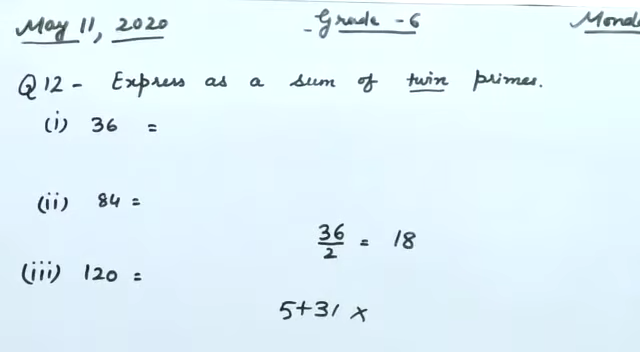 May 11, 2020 - Grade - 6
Q12 - Express as a sum of twin primes.
(i) 36 =
(ii) 84 =
36/2 = 18
(iii) 120 =
5+31 ×